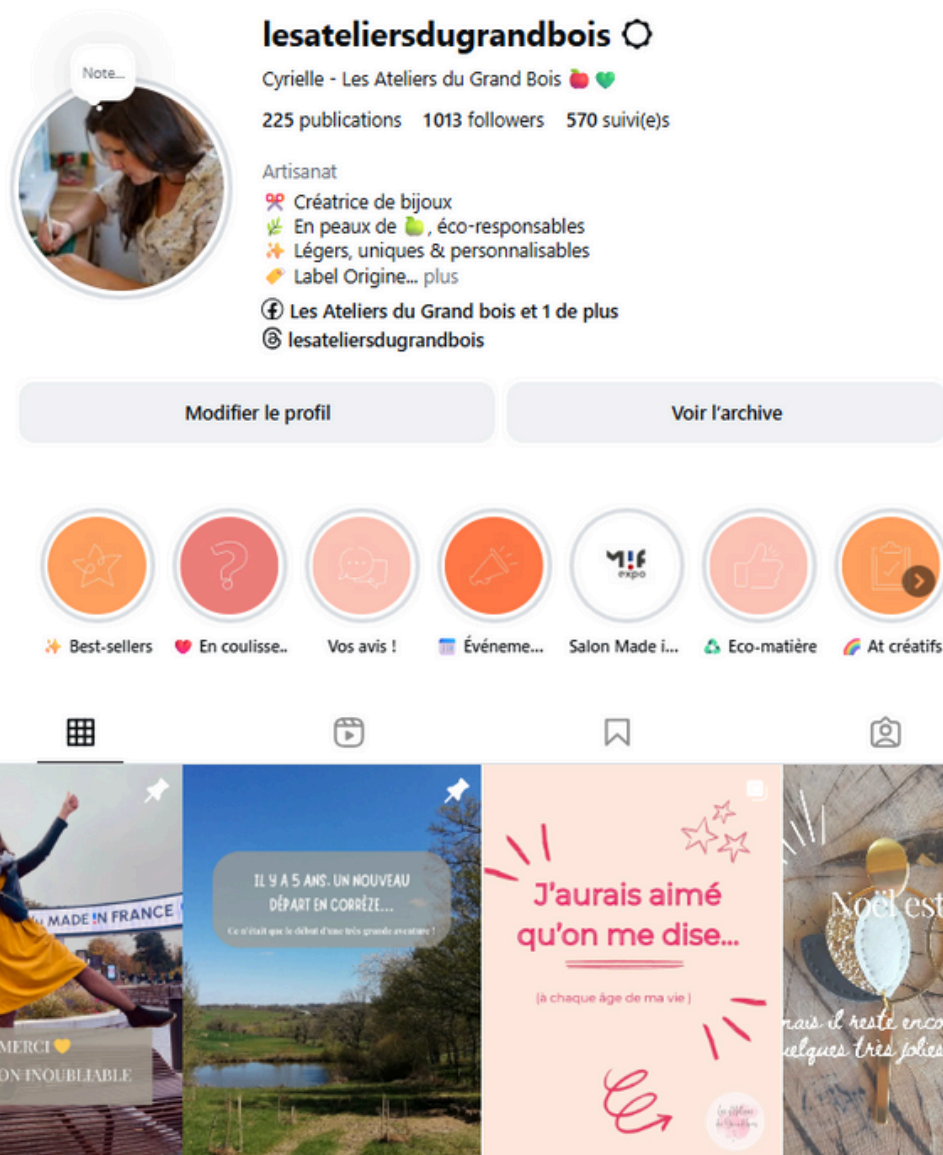 lesateliersdugrandbois
Note...
Cyrielle - Les Ateliers du Grand Bois 🍎 💚
225 publications 1013 followers 570 suivi(e)s
Artisanat
Créatrice de bijoux
En peaux de 🍏, éco-responsables
Légers, uniques & personnalisables
Label Origine... plus
Les Ateliers du Grand bois et 1 de plus
lesateliersdugrandbois
Modifier le profil
Voir l'archive
M!F
expo
✨ Best-sellers
En coulisse..
Vos avis !
Événeme...
Salon Made i...
Eco-matière
At créatifs
MADE !N FRANCE
MERCI 💛
ON INOUBLIABLE
IL Y A 5 ANS. UN NOUVEAU
DÉPART EN CORRÈZE...
Ce n'était que le début d'une très grande aventure !
J'aurais aimé
qu'on me dise...
(à chaque âge de ma vie)
Noël est
mais il reste enco
uelques très jolies